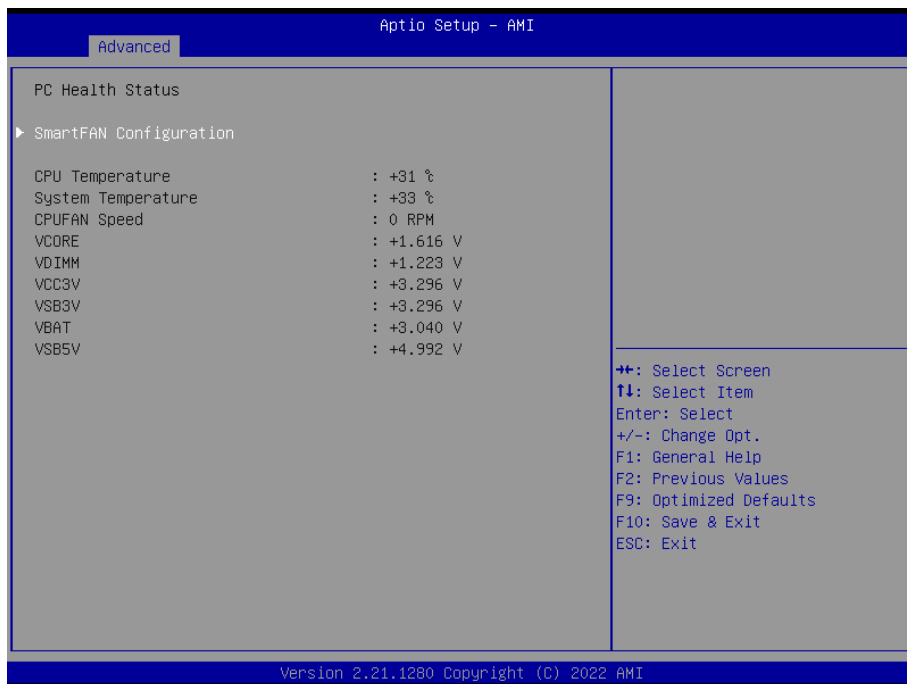 Aptio Setup – AMI
Advanced
PC Health Status
▶ SmartFAN Configuration
CPU Temperature : +31 ℃
System Temperature : +33 ℃
CPUFAN Speed : 0 RPM
VCORE : +1.616 V
VDIMM : +1.223 V
VCC3V : +3.296 V
VSB3V : +3.296 V
VBAT : +3.040 V
VSB5V : +4.992 V
→←: Select Screen
↑↓: Select Item
Enter: Select
+/-: Change Opt.
F1: General Help
F2: Previous Values
F9: Optimized Defaults
F10: Save & Exit
ESC: Exit
Version 2.21.1280 Copyright (C) 2022 AMI